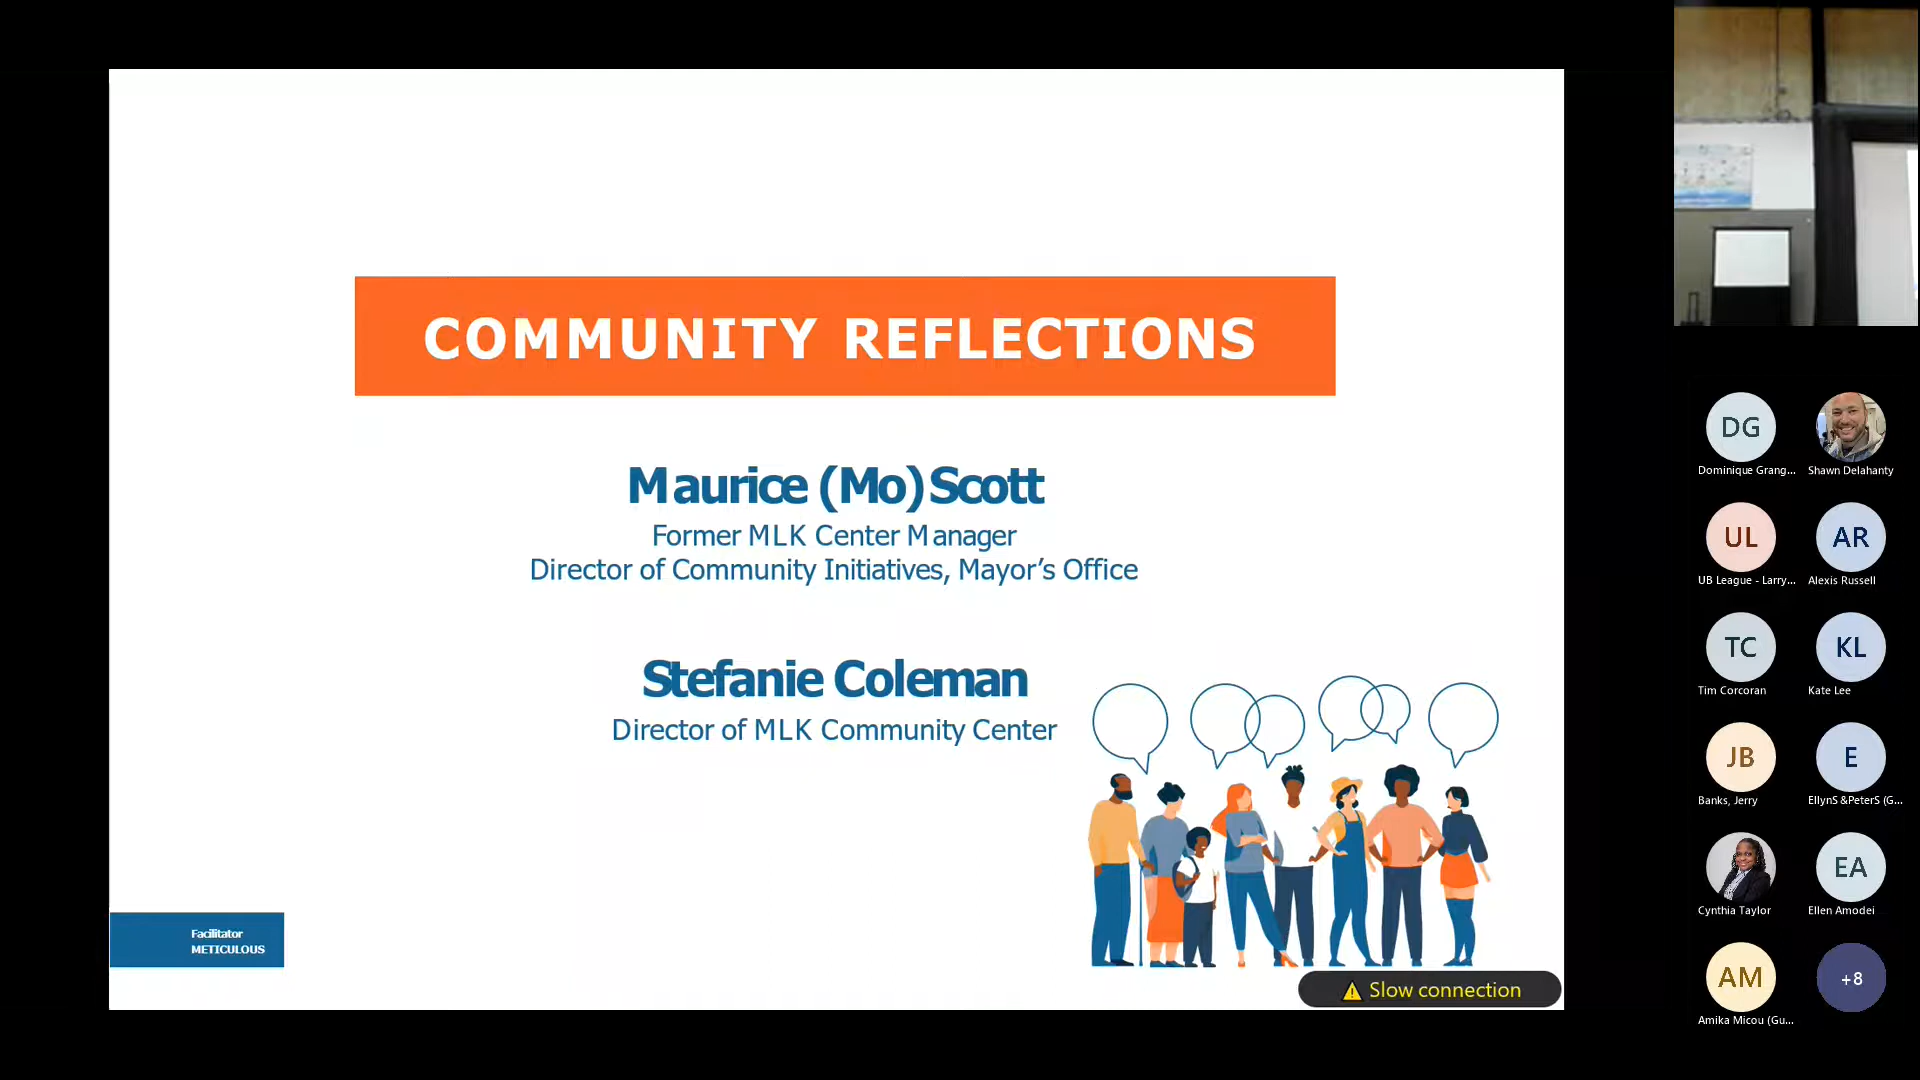 COMMUNITY REFLECTIONS
Maurice (Mo) Scott
Former MLK Center Manager
Director of Community Initiatives, Mayor's Office
Stefanie Coleman
Director of MLK Community Center
Facilitator
METICULOUS
Slow connection
DG
Dominique Grang...
Shawn Delahanty
UL
UB League - Larry...
AR
Alexis Russell
TC
Tim Corcoran
KL
Kate Lee
JB
Banks, Jerry
E
EllynS &PeterS (G...
Cynthia Taylor
EA
Ellen Amodei
AM
Amika Micou (Gu...
+8